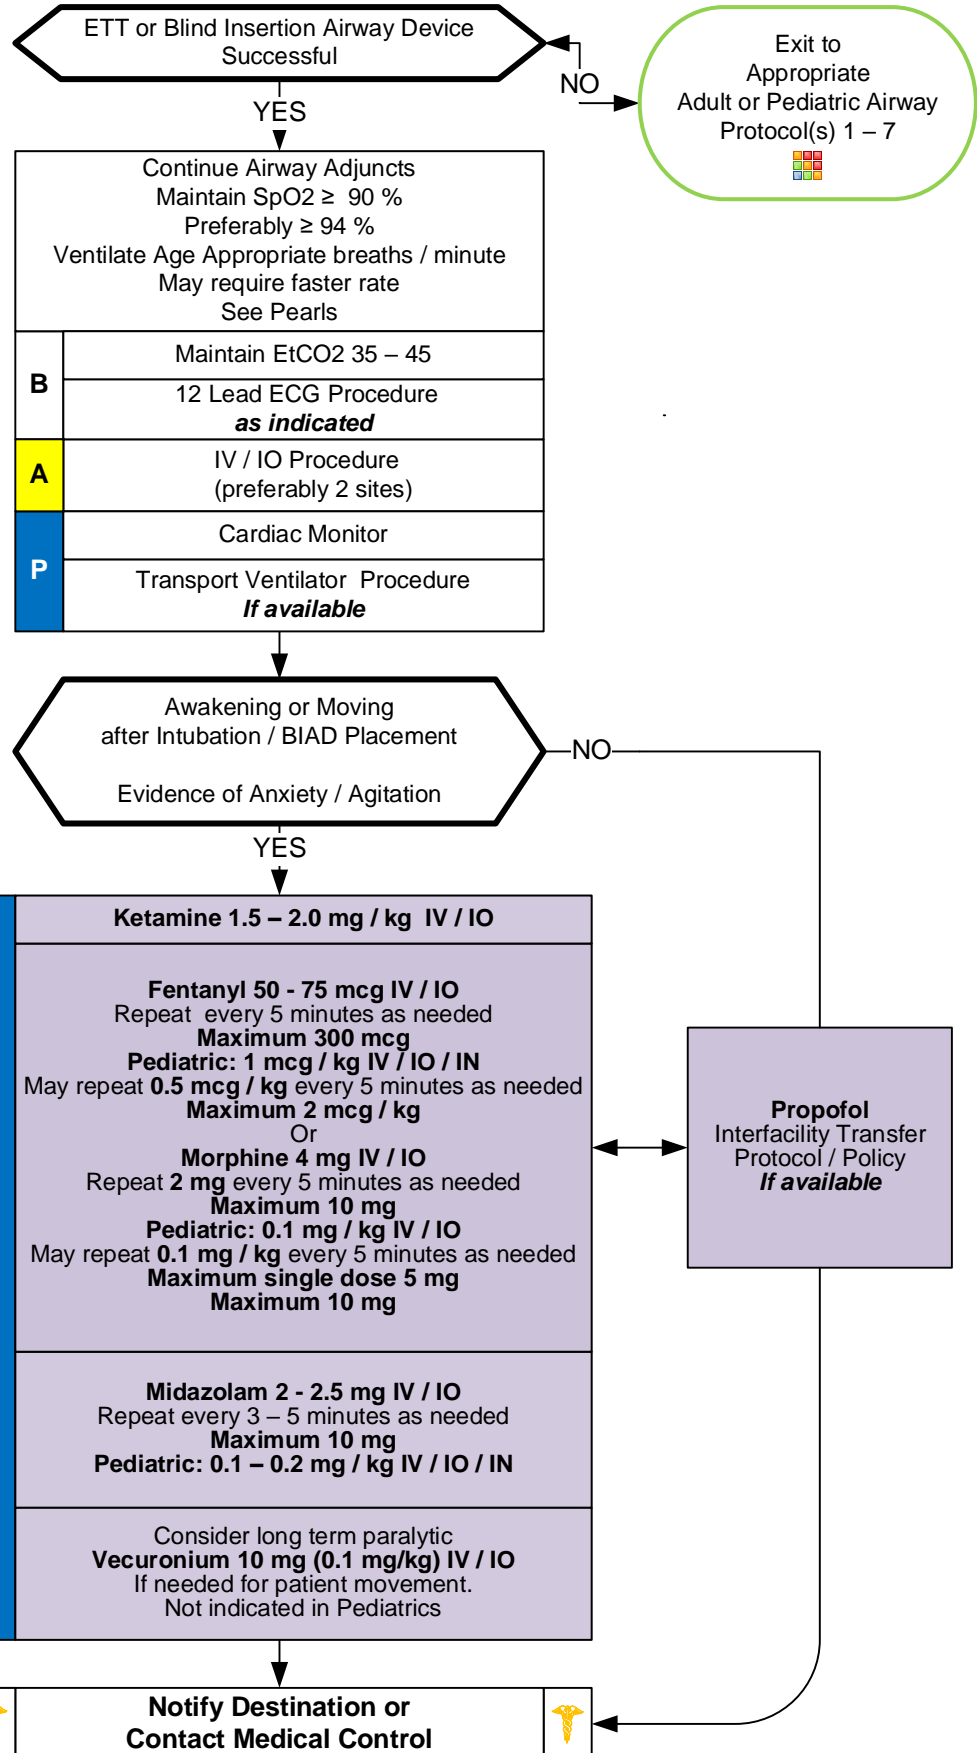 ETT or Blind Insertion Airway Device
Successful
NO
Exit to
Appropriate
Adult or Pediatric Airway
Protocol(s) 1 – 7
YES
Continue Airway Adjuncts
Maintain SpO2 ≥ 90 %
Preferably ≥ 94 %
Ventilate Age Appropriate breaths / minute
May require faster rate
See Pearls
B
Maintain EtCO2 35 – 45
12 Lead ECG Procedure
as indicated
A
IV / IO Procedure
(preferably 2 sites)
P
Cardiac Monitor
Transport Ventilator Procedure
If available
Awakening or Moving
after Intubation / BIAD Placement
Evidence of Anxiety / Agitation
NO
YES
Ketamine 1.5 – 2.0 mg / kg IV / IO
Fentanyl 50 - 75 mcg IV / IO
Repeat every 5 minutes as needed
Maximum 300 mcg
Pediatric: 1 mcg / kg IV / IO / IN
May repeat 0.5 mcg / kg every 5 minutes as needed
Maximum 2 mcg / kg
Or
Morphine 4 mg IV / IO
Repeat 2 mg every 5 minutes as needed
Maximum 10 mg
Pediatric: 0.1 mg / kg IV / IO
May repeat 0.1 mg / kg every 5 minutes as needed
Maximum single dose 5 mg
Maximum 10 mg
Propofol
Interfacility Transfer
Protocol / Policy
If available
Midazolam 2 - 2.5 mg IV / IO
Repeat every 3 – 5 minutes as needed
Maximum 10 mg
Pediatric: 0.1 – 0.2 mg / kg IV / IO / IN
Consider long term paralytic
Vecuronium 10 mg (0.1 mg/kg) IV / IO
If needed for patient movement.
Not indicated in Pediatrics
Notify Destination or
Contact Medical Control